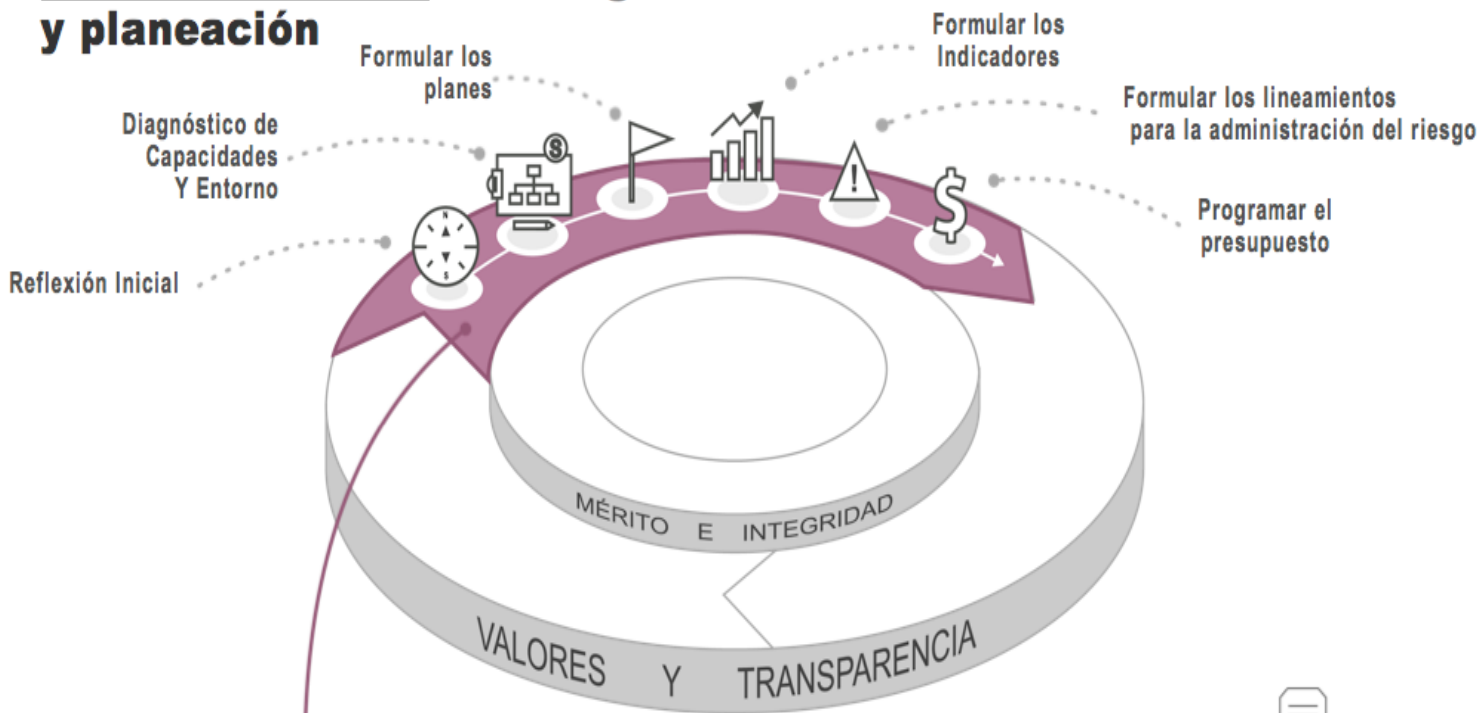 y planeación
Formular los
planes
Formular los
Indicadores
Diagnóstico de
Capacidades
Y Entorno
Formular los lineamientos
para la administración del riesgo
Reflexión Inicial
Programar el
presupuesto
$
N
S
!
$
MÉRITO E INTEGRIDAD
VALORES Y TRANSPARENCIA